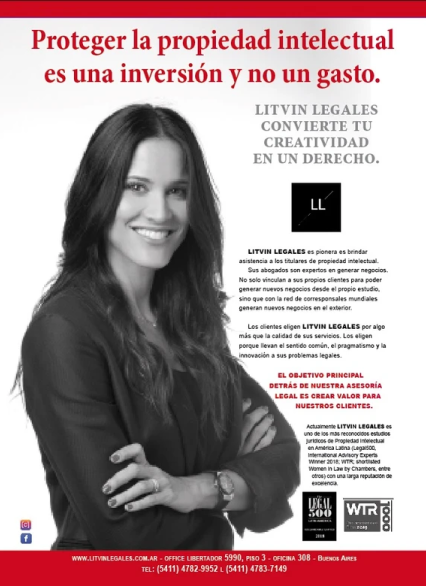 Proteger la propiedad intelectual
es una inversión y no un gasto.
LITVIN LEGALES
CONVIERTE TU
CREATIVIDAD
EN UN DERECHO.
LL
LITVIN LEGALES es pionera es brindar
asistencia a los titulares de propiedad intelectual.
Sus abogados son expertos en generar negocios.
No solo vinculan a sus propios clientes para poder
generar nuevos negocios desde el propio estudio,
sino que con la red de corresponsales mundiales
generan nuevos negocios en el exterior.
Los clientes eligen LITVIN LEGALES por algo
más que la calidad de sus servicios. Los eligen
porque llevan el sentido común, el pragmatismo y la
innovación a sus problemas legales.
EL OBJETIVO PRINCIPAL
DETRÁS DE NUESTRA ASESORÍA
LEGAL ES CREAR VALOR PARA
NUESTROS CLIENTES.
Actualmente LITVIN LEGALES es
uno de los más reconocidos estudios
jurídicos de Propiedad Intelectual
en América Latina (Legal500,
International Advisory Experts
Winner 2018; WTR; shortlisted
Women in Law by Chambers, entre
otros) con una larga reputación de
excelencia.
LEGAL
500
WTR
1000
WWW.LITVINLEGALES.COM.AR - OFFICE LIBERTADOR 5990, PISO 3 - OFICINA 308 - BUENOS AIRES
TEL: (5411) 4782-9952 L (5411) 4783-7149